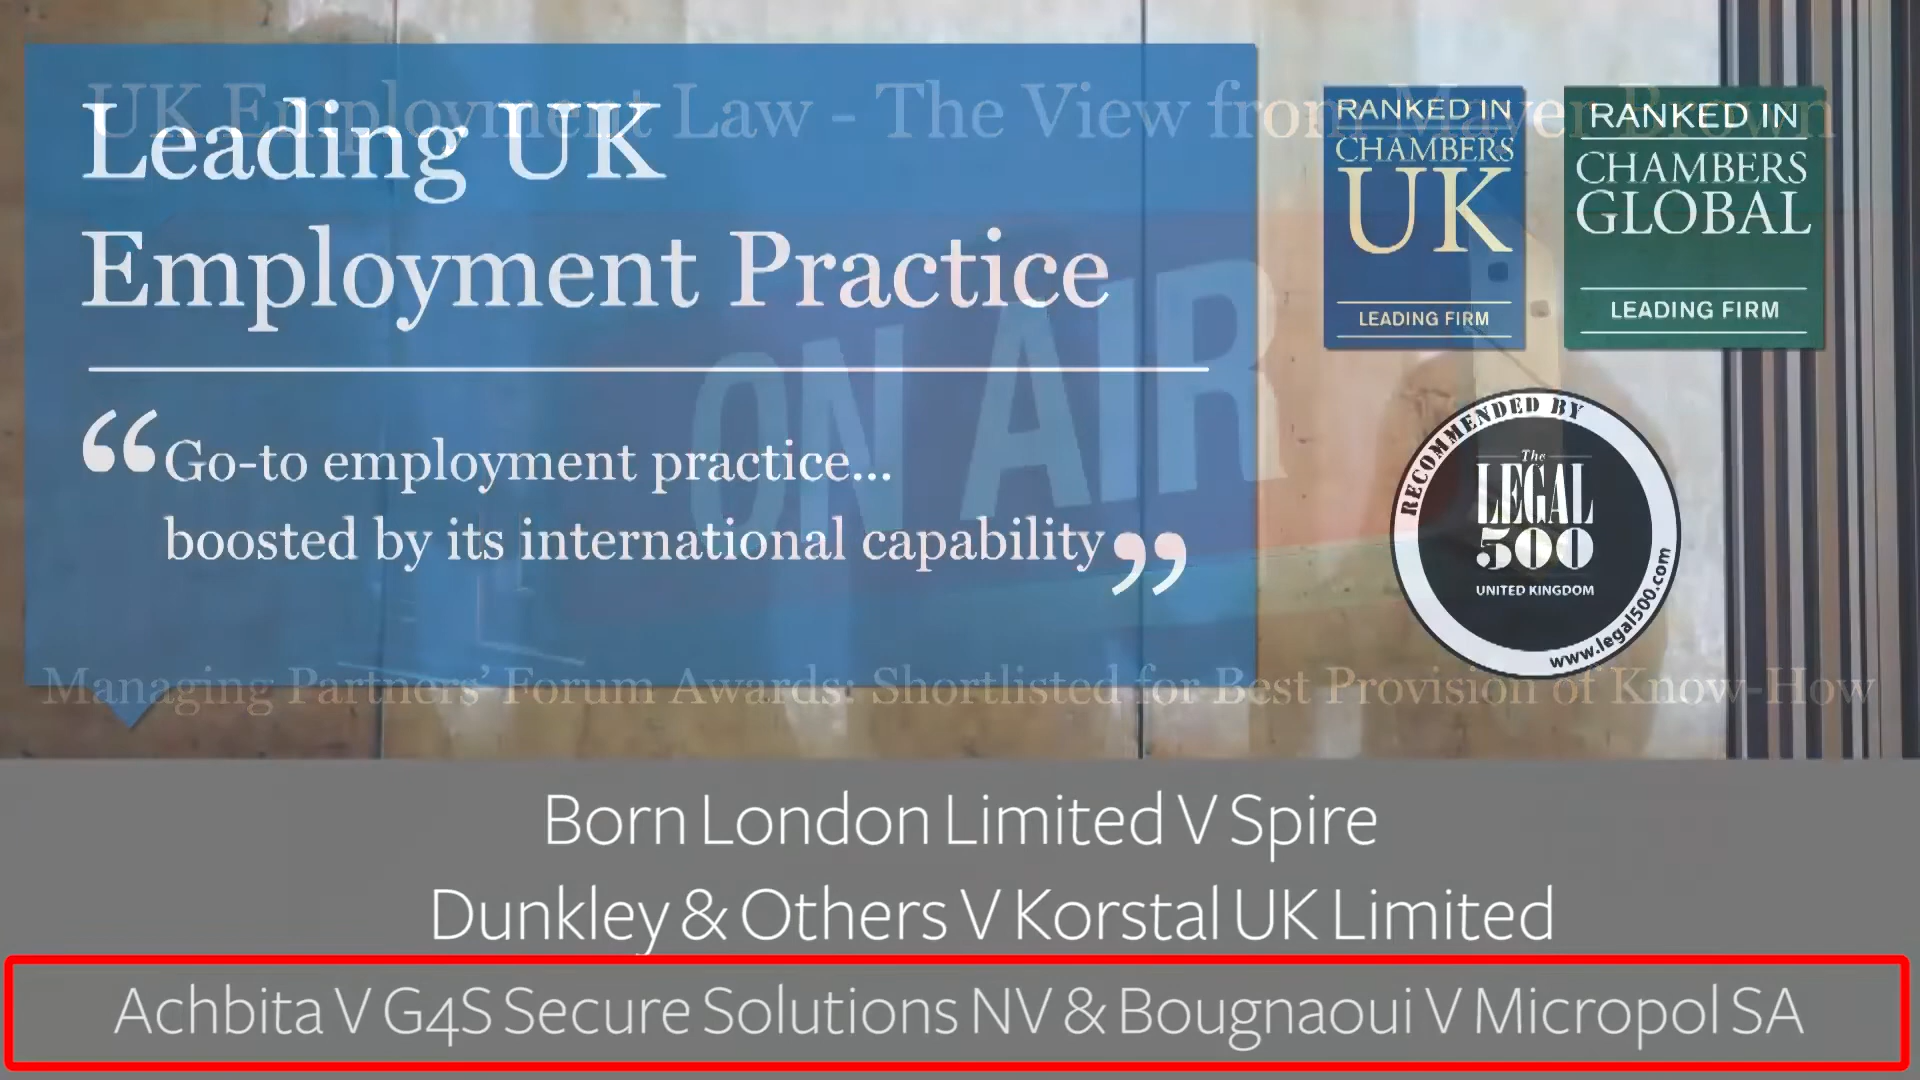 UK Employment Law - The View from Mayer Brown
Leading UK
Employment Practice
“Go-to employment practice...
boosted by its international capability”
RANKED IN
CHAMBERS
UK
LEADING FIRM
RANKED IN
CHAMBERS
GLOBAL
LEADING FIRM
ON AIR
RECOMMENDED BY
The
LEGAL
500
UNITED KINGDOM
www.legal500.com
Managing Partners’ Forum Awards: Shortlisted for Best Provision of Know-How
Born London Limited V Spire
Dunkley & Others V Korstal UK Limited
Achbita V G4S Secure Solutions NV & Bougnaoui V Micropol SA